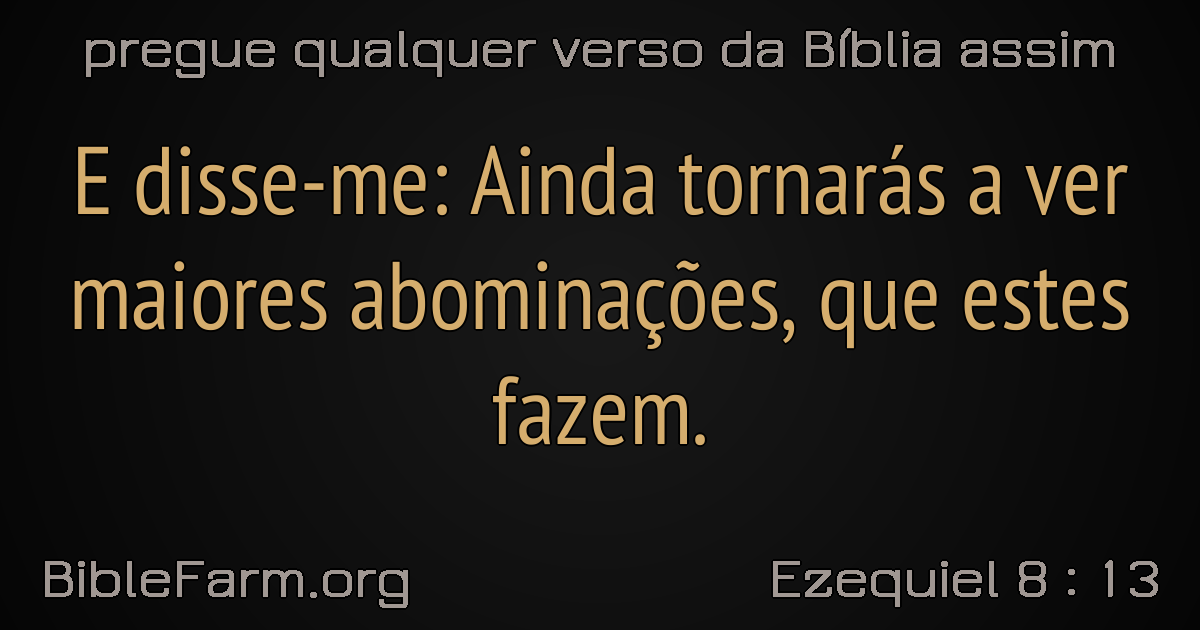 pregue qualquer verso da Bíblia assim
E disse-me: Ainda tornarás a ver
maiores abominações, que estes
fazem.
BibleFarm.org
Ezequiel 8 : 13